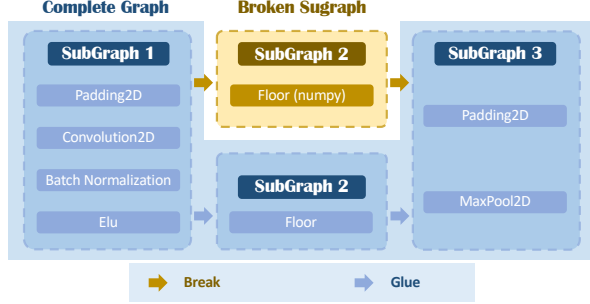 Complete Graph
Broken Sugraph
SubGraph 1
Padding2D
Convolution2D
Batch Normalization
Elu
SubGraph 2
Floor (numpy)
SubGraph 2
Floor
SubGraph 3
Padding2D
MaxPool2D
Break
Glue